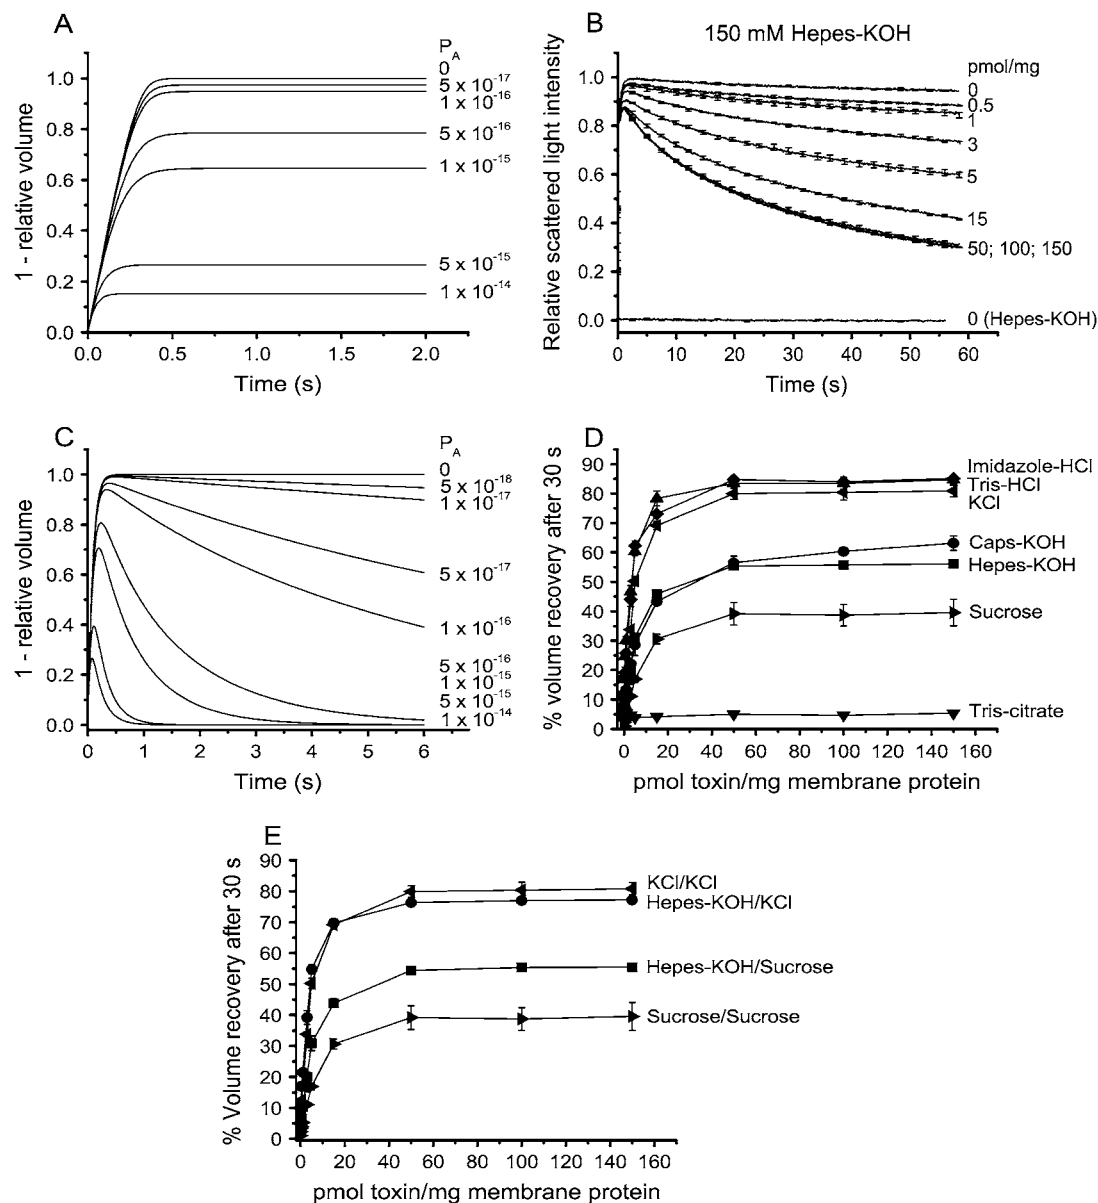 A
1 - relative volume
1.0
0.8
0.6
0.4
0.2
0.0
P_A
0
5 x 10^-17
1 x 10^-16
5 x 10^-16
1 x 10^-15
5 x 10^-15
1 x 10^-14
0.0 0.5 1.0 1.5 2.0
Time (s)
B
150 mM Hepes-KOH
Relative scattered light intensity
1.0
0.8
0.6
0.4
0.2
0.0
pmol/mg
0
0.5
1
3
5
15
50; 100; 150
0 (Hepes-KOH)
0 10 20 30 40 50 60
Time (s)
C
1 - relative volume
1.0
0.8
0.6
0.4
0.2
0.0
P_A
0
5 x 10^-18
1 x 10^-17
5 x 10^-17
1 x 10^-16
5 x 10^-16
1 x 10^-15
5 x 10^-15
1 x 10^-14
0 1 2 3 4 5 6
Time (s)
D
% volume recovery after 30 s
90
80
70
60
50
40
30
20
10
0
Imidazole-HCl
Tris-HCl
KCl
Caps-KOH
Hepes-KOH
Sucrose
Tris-citrate
0 20 40 60 80 100 120 140 160
pmol toxin/mg membrane protein
E
% Volume recovery after 30 s
90
80
70
60
50
40
30
20
10
0
KCl/KCl
Hepes-KOH/KCl
Hepes-KOH/Sucrose
Sucrose/Sucrose
0 20 40 60 80 100 120 140 160
pmol toxin/mg membrane protein